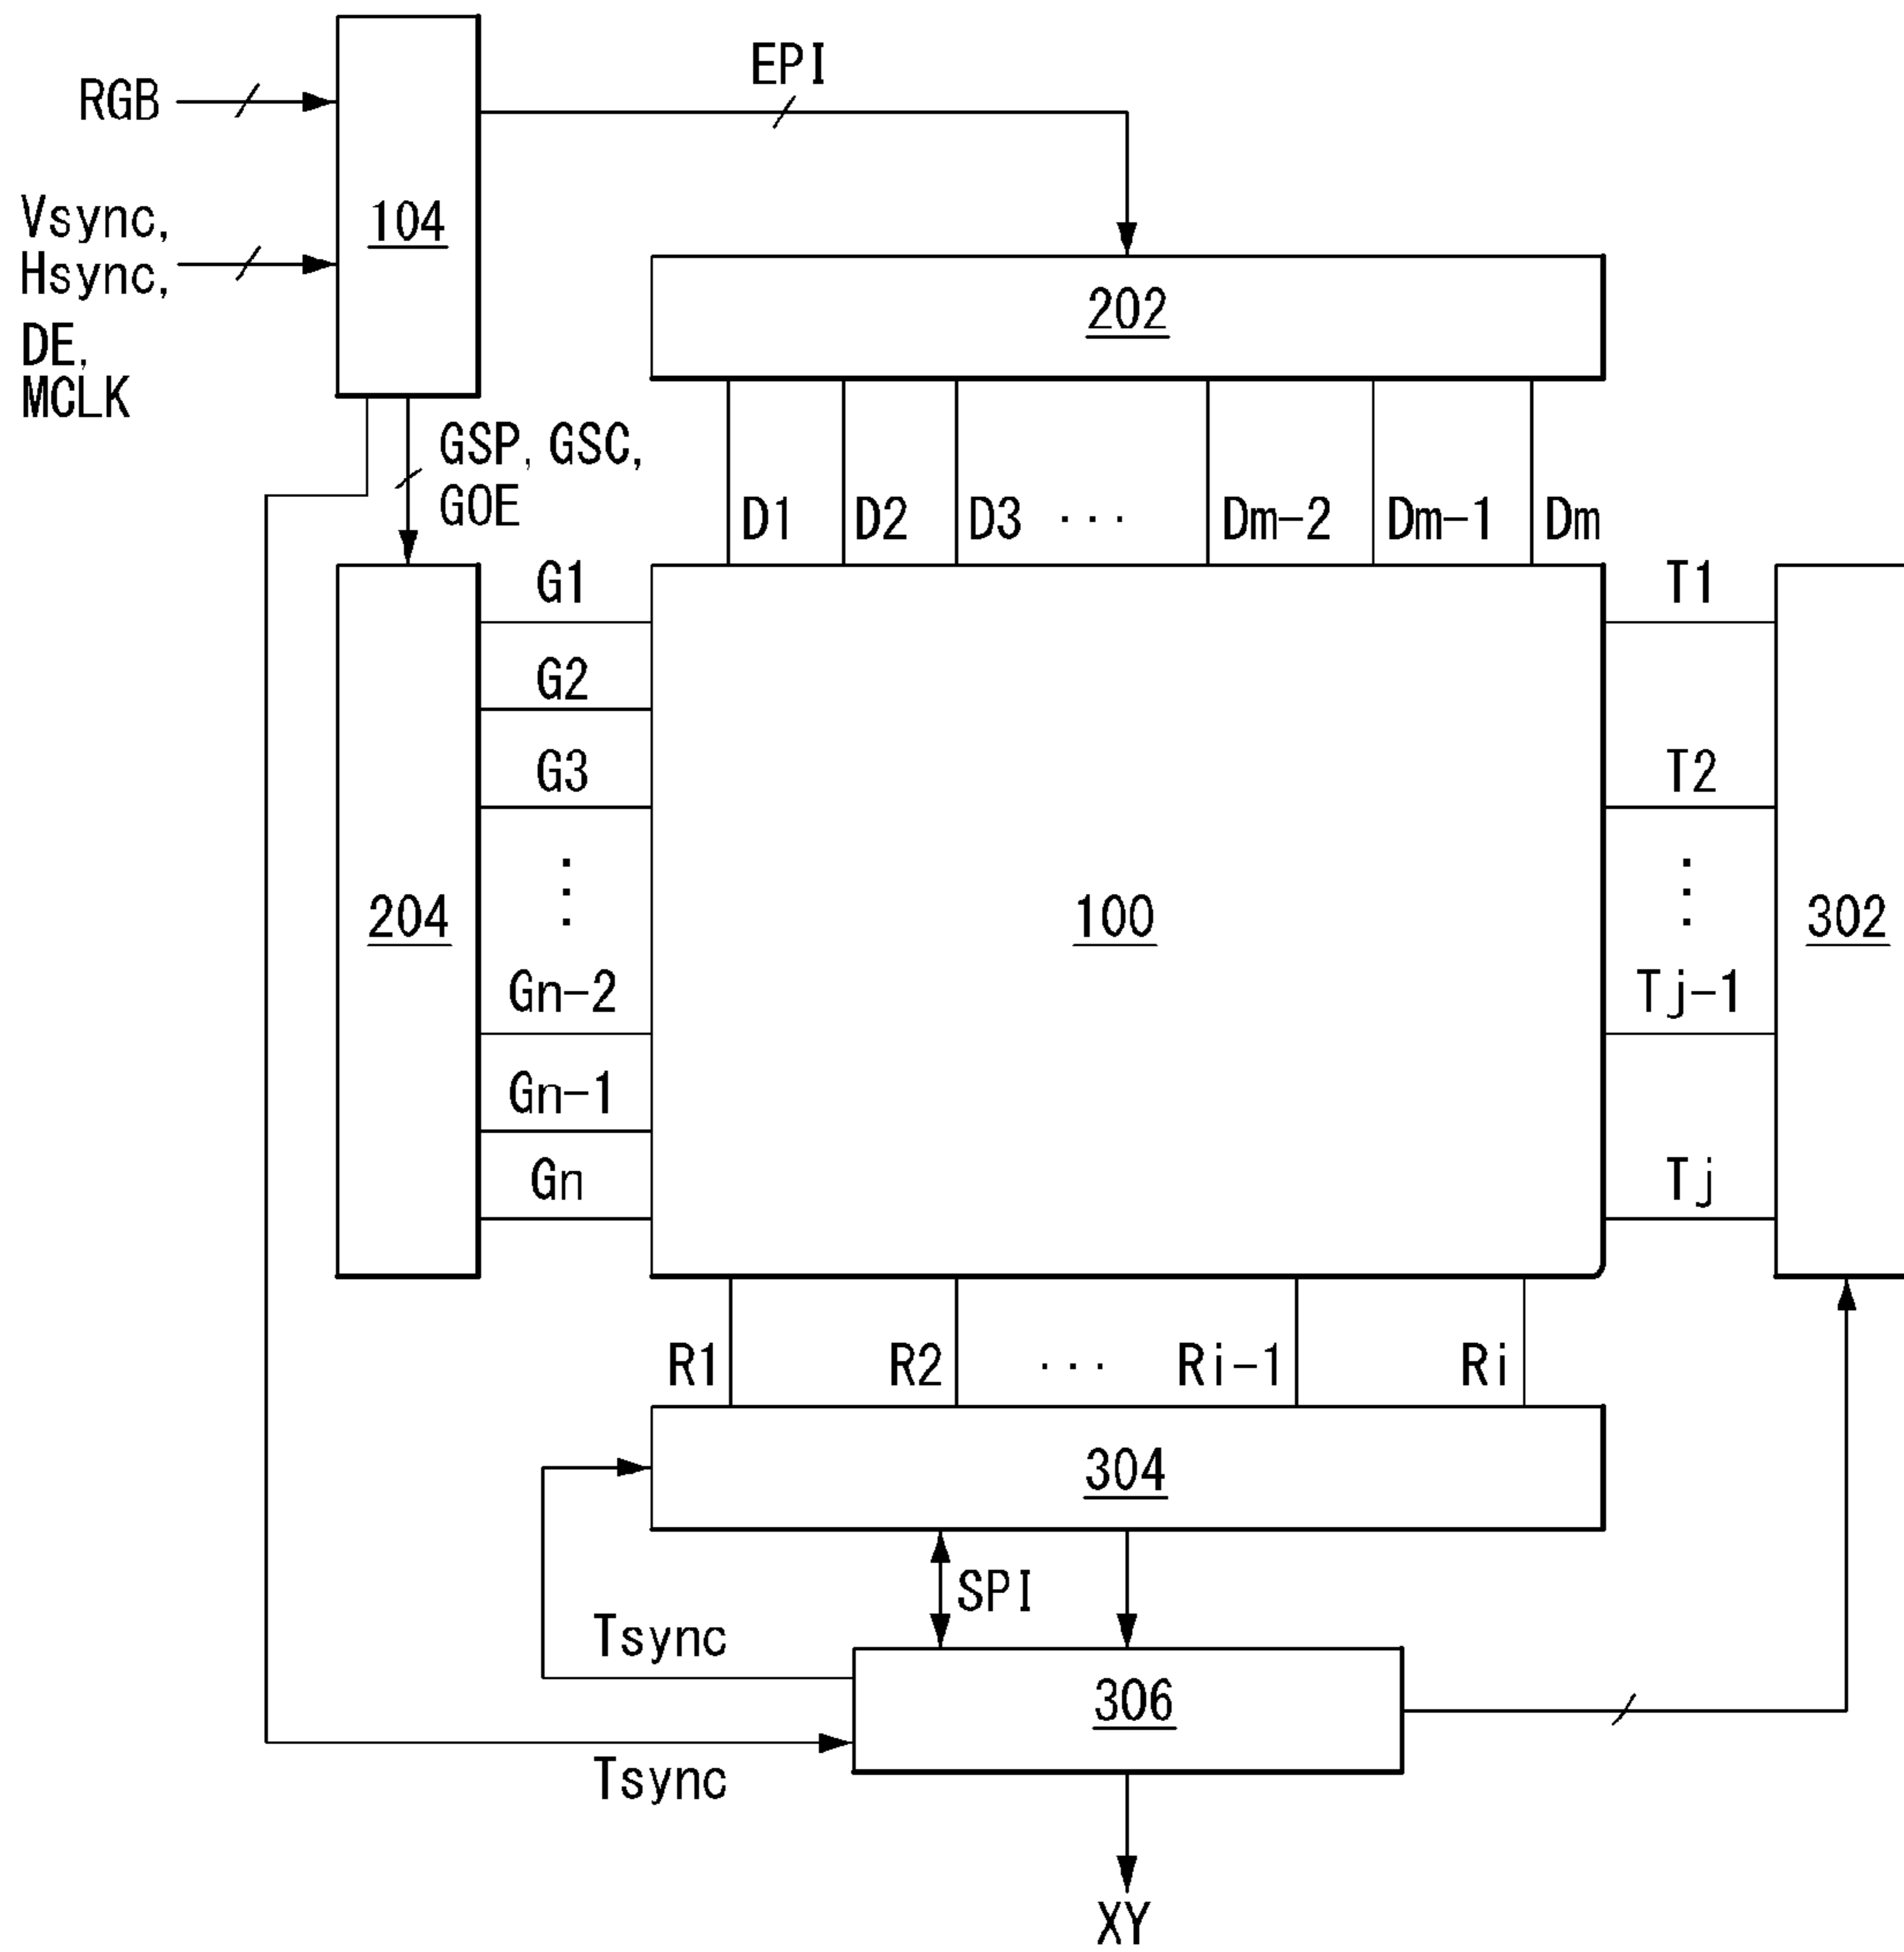 RGB
EPI
Vsync,
Hsync,
DE,
MCLK
104
202
GSP, GSC,
GOE
D1 D2 D3 ... Dm-2 Dm-1 Dm
G1
G2
G3
⋮
Gn-2
Gn-1
Gn
204
100
T1
T2
⋮
Tj-1
Tj
302
R1 R2 ... Ri-1 Ri
304
SPI
Tsync
306
Tsync
XY